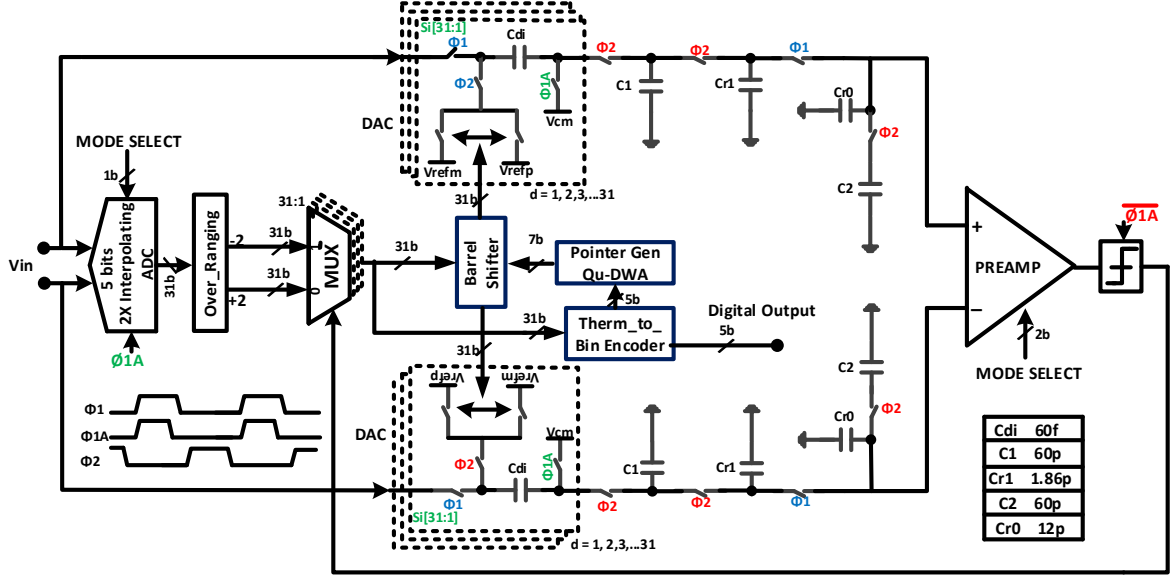 Si[31:1]
Φ1
Cdi
Φ2
Φ2
Φ1
Φ2
Φ1A
C1
Cr1
Cr0
Vcm
DAC
Φ2
MODE SELECT
Vrefm
Vrefp
C2
1b
d = 1, 2,3,...31
31b
31:1
5 bits
2X Interpolating
ADC
Over_Ranging
-2
31b
1
MUX
31b
Barrel
Shifter
7b
Pointer Gen
Qu-DWA
+
PREAMP
Ø1A
Vin
31b
31b
0
+2
5b
31b
Therm_to_
Bin Encoder
Digital Output
5b
−
2b
MODE SELECT
Ø1A
31b
C2
Vrefp
Vrefm
Φ1
Φ1A
Φ2
DAC
Vcm
Φ2
Cr0
Φ2
Cdi
Φ1A
C1
Cr1
Φ1
Φ2
Φ2
Φ1
Si[31:1]
d = 1, 2,3,...31
Cdi 60f
C1 60p
Cr1 1.86p
C2 60p
Cr0 12p